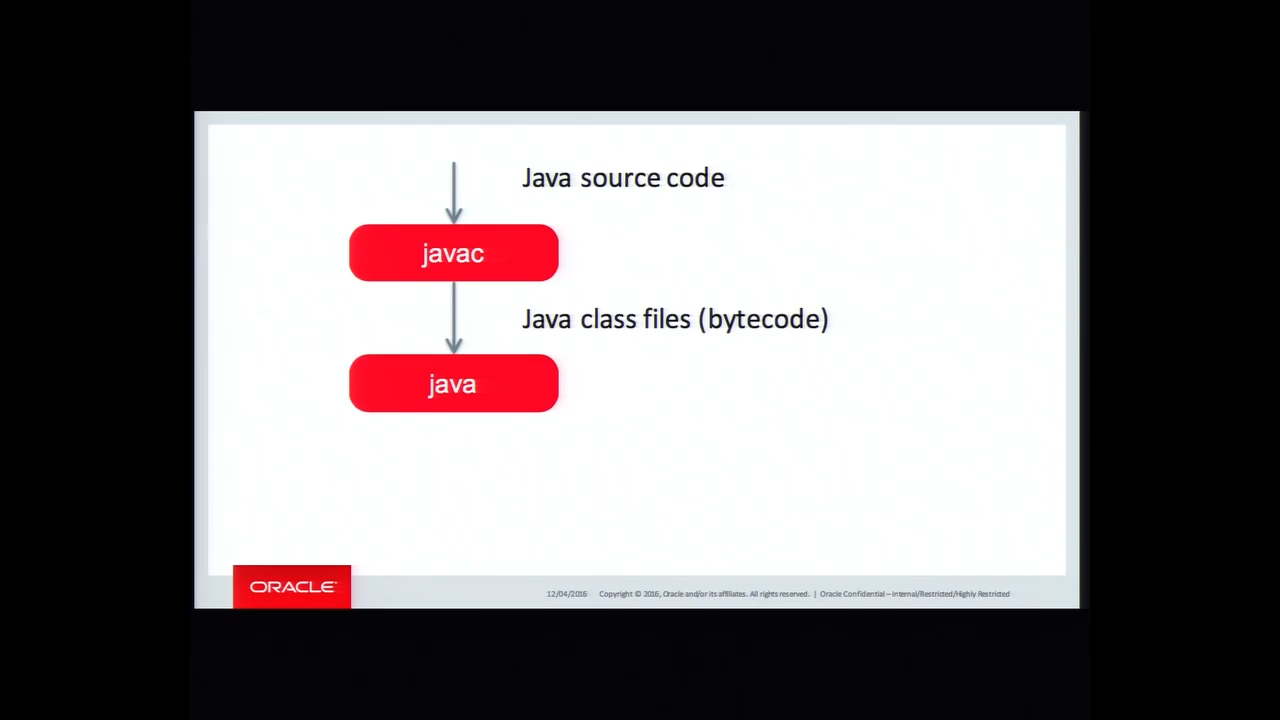 Java source code
javac
Java class files (bytecode)
java
ORACLE
12/04/2016 Copyright © 2016, Oracle and/or its affiliates. All rights reserved. | Oracle Confidential – Internal/Restricted/Highly Restricted